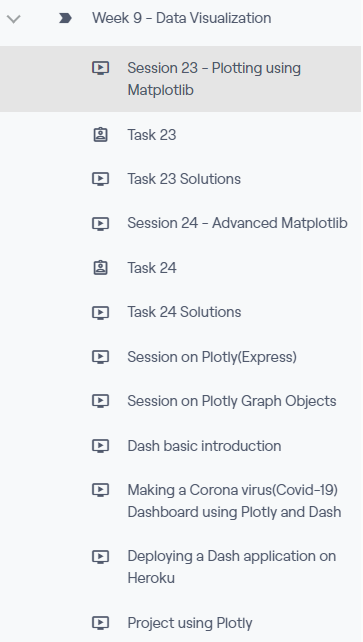 Week 9 - Data Visualization
Session 23 - Plotting using
Matplotlib
Task 23
Task 23 Solutions
Session 24 - Advanced Matplotlib
Task 24
Task 24 Solutions
Session on Plotly(Express)
Session on Plotly Graph Objects
Dash basic introduction
Making a Corona virus(Covid-19)
Dashboard using Plotly and Dash
Deploying a Dash application on
Heroku
Project using Plotly